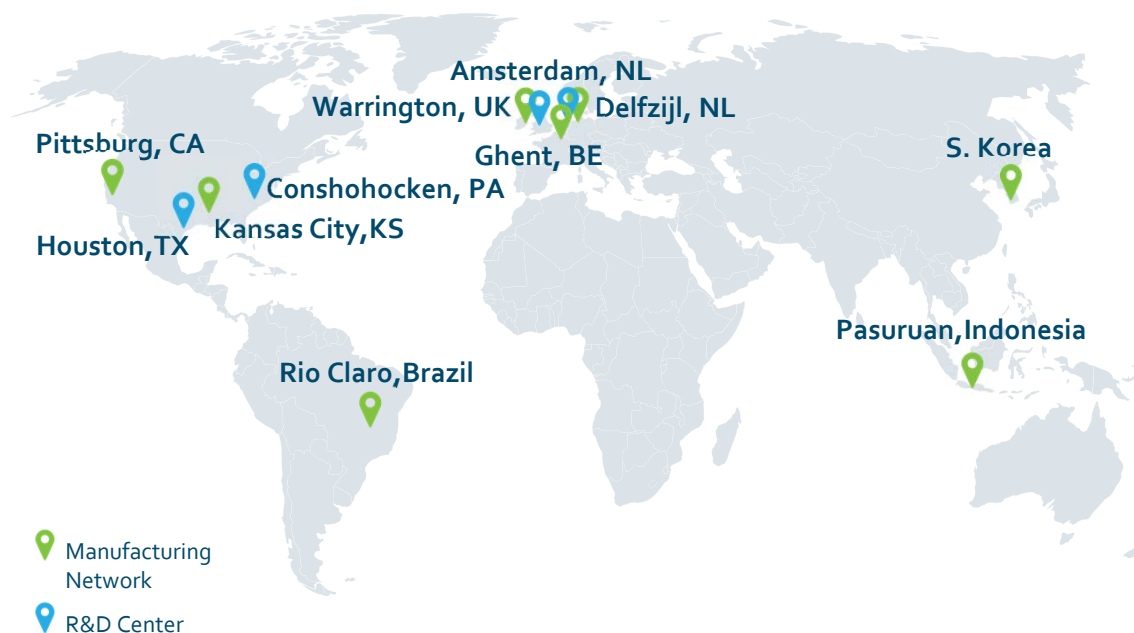 Amsterdam, NL
Warrington, UK
Delfzijl, NL
Pittsburg, CA
Ghent, BE
S. Korea
Conshohocken, PA
Kansas City,KS
Houston,TX
Pasuruan,Indonesia
Rio Claro,Brazil
Manufacturing
Network
R&D Center